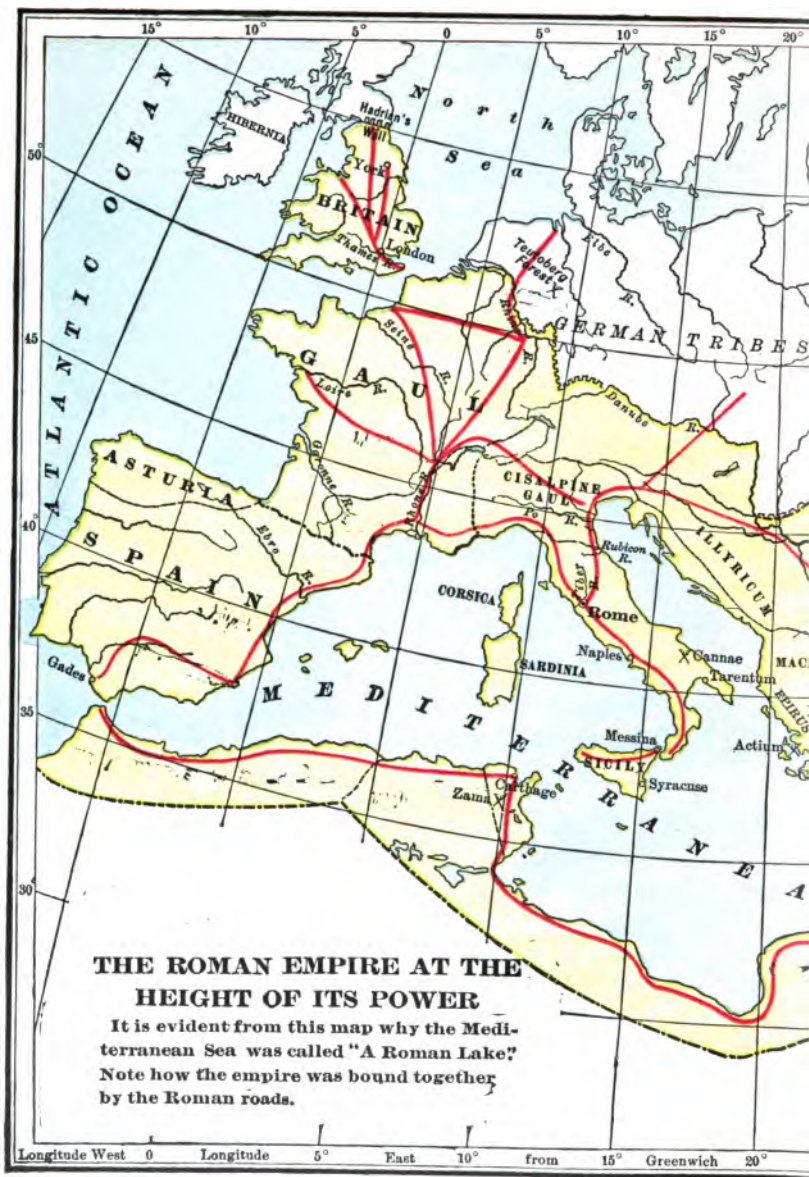 15° 10° 5° 0 5° 10° 15° 20°
50
45
40
35
30
ATLANTIC OCEAN
North
Sea
HIBERNIA
Hadrian's
Wall
York
BRITAIN
London
Thames R.
Elbe
R.
Rhine
R.
GERMAN TRIBES
Seine
R.
GAUL
Loire
R.
Danube
R.
Garonne R.
Rhone R.
CISALPINE
GAUL
Po
R.
ASTURIA
Ebro
R.
SPAIN
Rubicon
R.
ILLYRICUM
Tiber
R.
CORSICA
Rome
SARDINIA
Naples
Cannae
Tarentum
MAC
EPIRUS
Gades
MEDITERRANEA
Messina
SICILY
Syracuse
Actium
Carthage
Zama
THE ROMAN EMPIRE AT THE
HEIGHT OF ITS POWER
It is evident from this map why the Medi-
terranean Sea was called "A Roman Lake."
Note how the empire was bound together
by the Roman roads.
Longitude West 0 Longitude 5° East 10° from 15° Greenwich 20°